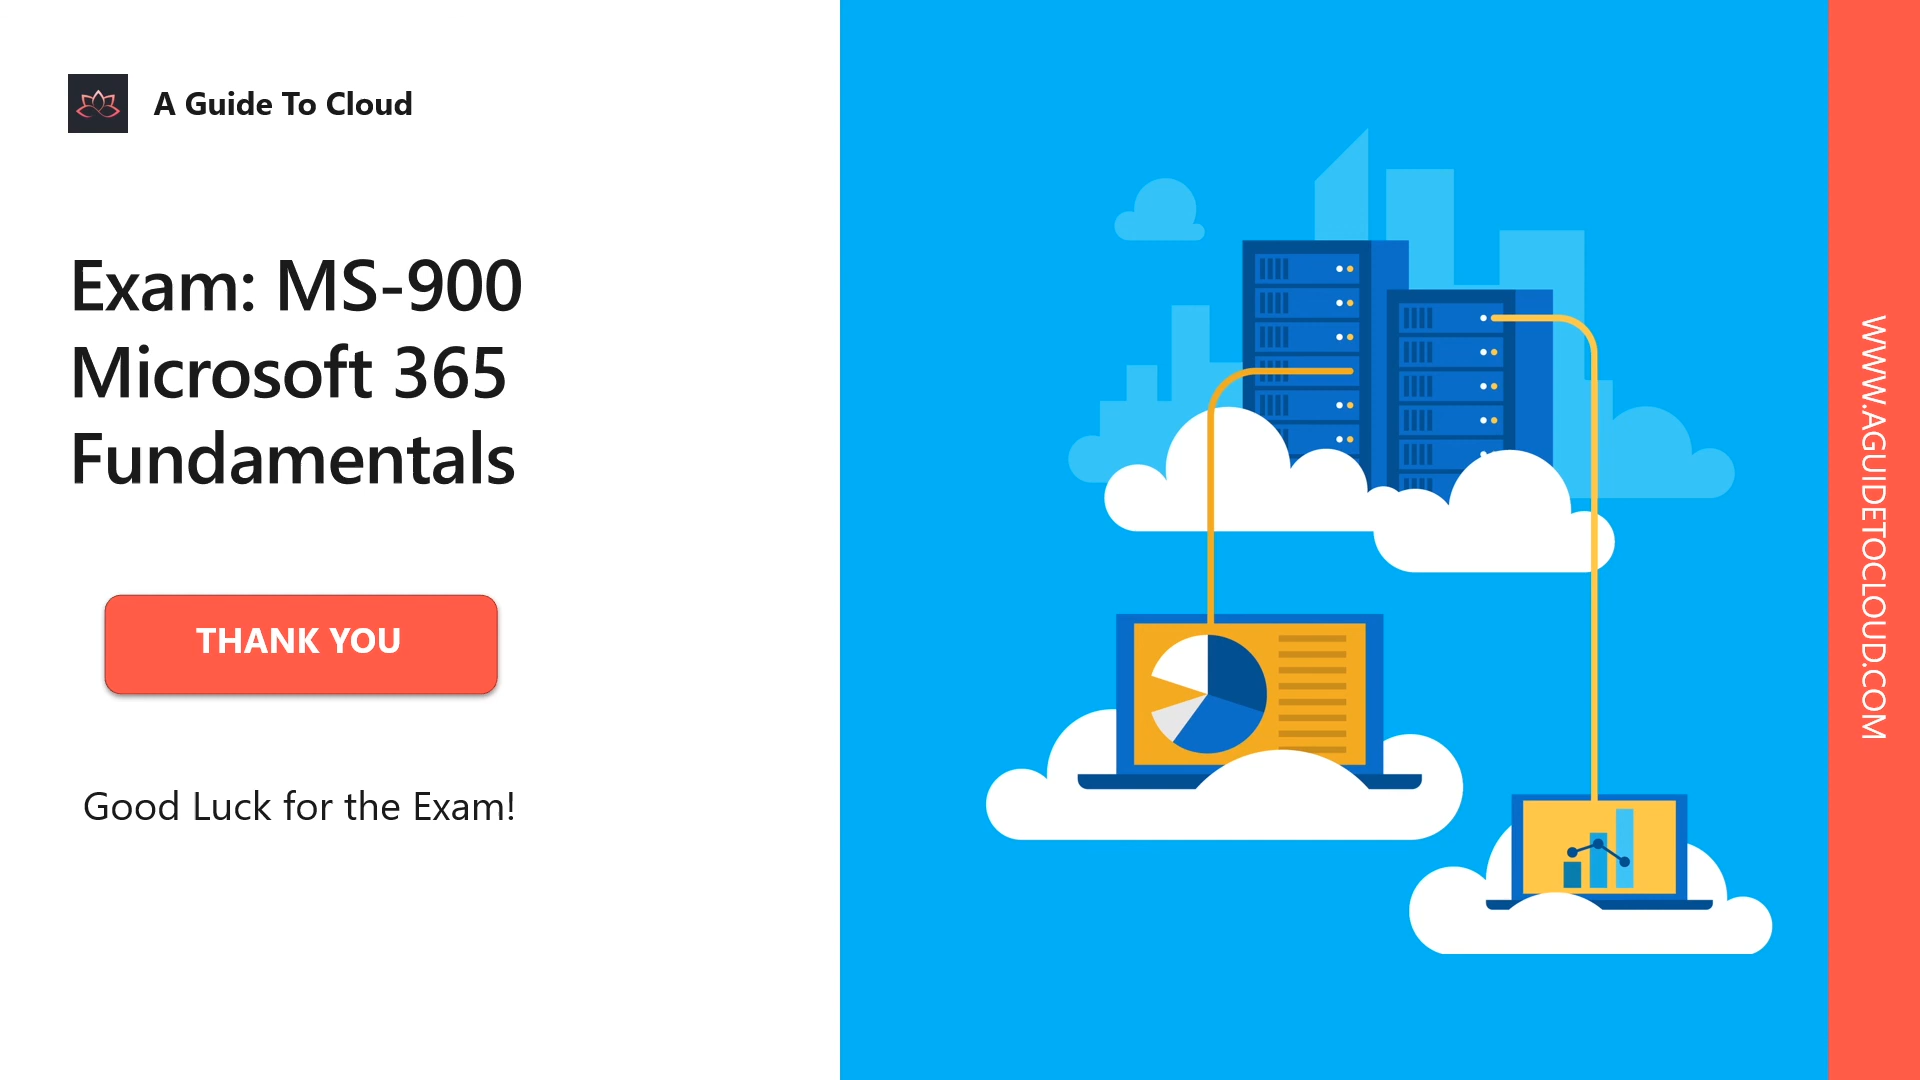 A Guide To Cloud
Exam: MS-900
Microsoft 365
Fundamentals
THANK YOU
Good Luck for the Exam!
WWW.AGUIDETOCLOUD.COM